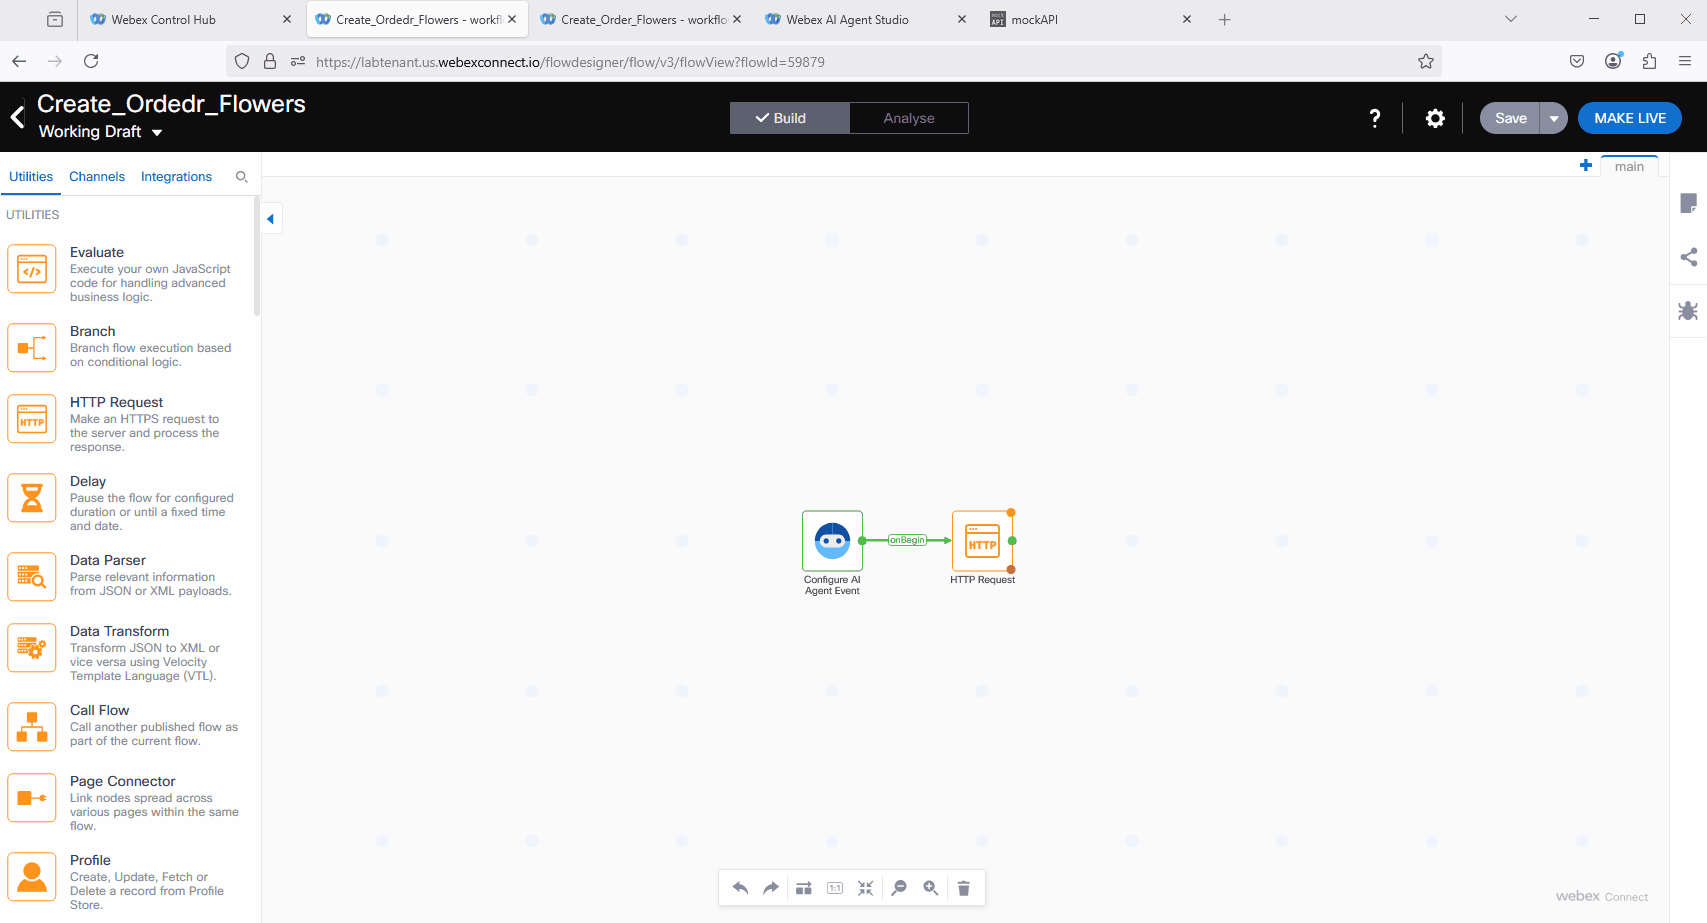 Webex Control Hub
Create_Ordedr_Flowers - workfl
Create_Order_Flowers - workflo
Webex AI Agent Studio
mock API
mockAPI
https://labtenant.us.webexconnect.io/flowdesigner/flow/v3/flowView?flowId=59879
Create_Ordedr_Flowers
Working Draft
Build
Analyse
?
Save
MAKE LIVE
Utilities
Channels
Integrations
main
UTILITIES
Evaluate
Execute your own JavaScript
code for handling advanced
business logic.
Branch
Branch flow execution based
on conditional logic.
HTTP
HTTP Request
Make an HTTPS request to
the server and process the
response.
Delay
Pause the flow for configured
duration or until a fixed time
and date.
Data Parser
Parse relevant information
from JSON or XML payloads.
Data Transform
Transform JSON to XML or
vice versa using Velocity
Template Language (VTL).
Call Flow
Call another published flow as
part of the current flow.
Page Connector
Link nodes spread across
various pages within the same
flow.
Profile
Create, Update, Fetch or
Delete a record from Profile
Store.
onBegin
HTTP
Configure AI
Agent Event
HTTP Request
1:1
webex Connect